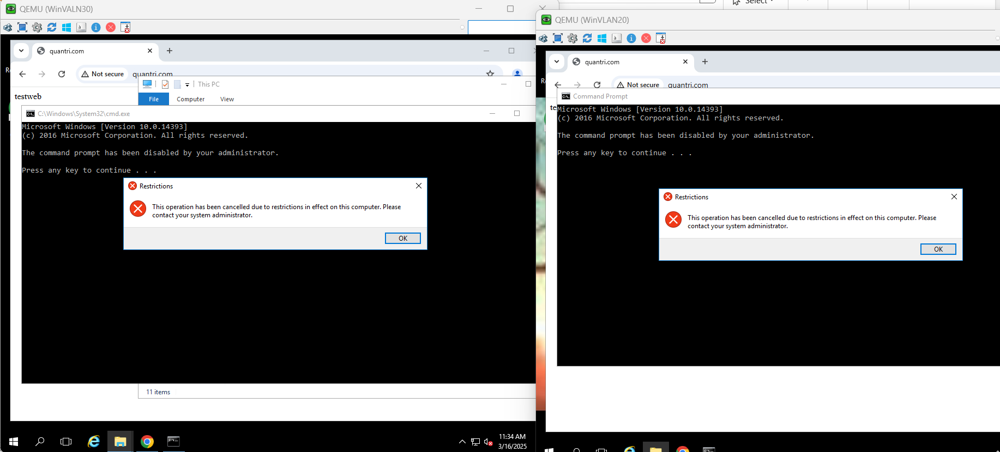 QEMU (WinVALN30)
quantri.com
Not secure
quantri.com
This PC
File
Computer
View
testweb
C:\Windows\System32\cmd.exe
Microsoft Windows [Version 10.0.14393]
(c) 2016 Microsoft Corporation. All rights reserved.
The command prompt has been disabled by your administrator.
Press any key to continue . . .
Restrictions
This operation has been cancelled due to restrictions in effect on this computer. Please
contact your system administrator.
OK
11 items
11:34 AM
3/16/2025
Select
QEMU (WinVLAN20)
quantri.com
Not secure
quantri.com
te
Command Prompt
Microsoft Windows [Version 10.0.14393]
(c) 2016 Microsoft Corporation. All rights reserved.
The command prompt has been disabled by your administrator.
Press any key to continue . . .
Restrictions
This operation has been cancelled due to restrictions in effect on this computer. Please
contact your system administrator.
OK